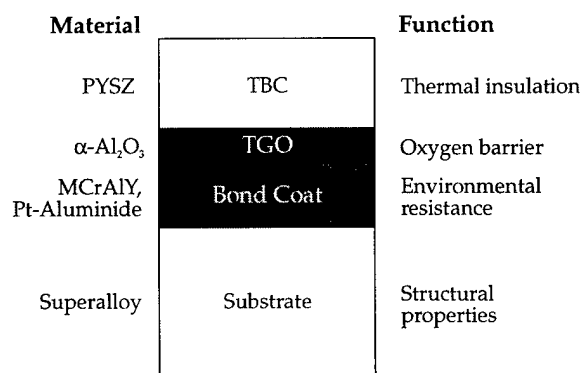 Material Function
PYSZ TBC Thermal insulation
α-Al₂O₃ TGO Oxygen barrier
MCrAlY, Bond Coat Environmental
Pt-Aluminide resistance
Superalloy Substrate Structural
properties